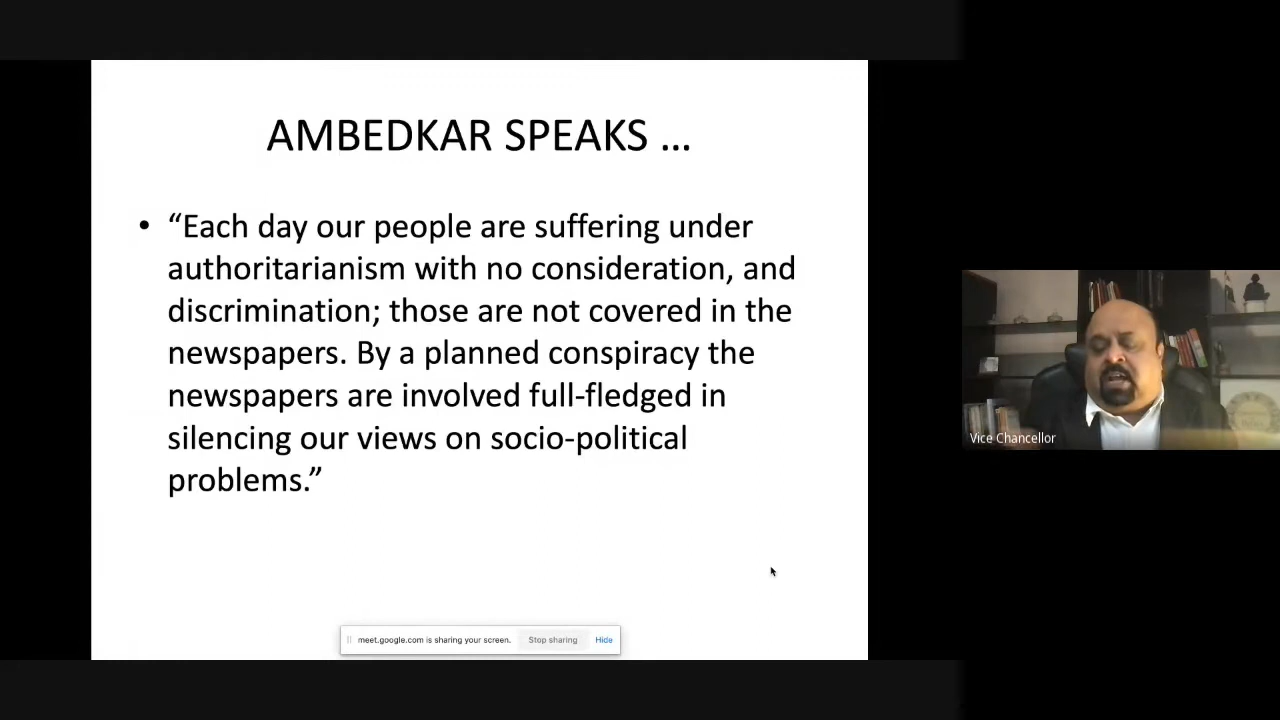 AMBEDKAR SPEAKS ...
• “Each day our people are suffering under
authoritarianism with no consideration, and
discrimination; those are not covered in the
newspapers. By a planned conspiracy the
newspapers are involved full-fledged in
silencing our views on socio-political
problems.”
Vice Chancellor
meet.google.com is sharing your screen. Stop sharing Hide